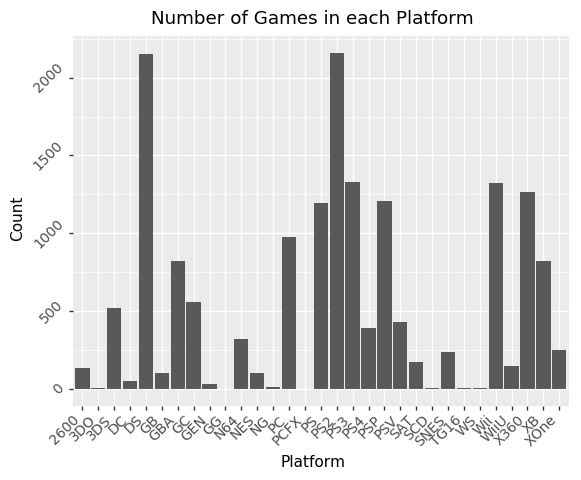 Number of Games in each Platform
2000
1500
1000
500
0
Count
2600
3DO
3DS
DC
DS
GB
GBA
GC
GEN
GG
N64
NES
NG
PC
PCFX
PS
PS2
PS3
PS4
PSP
PSV
SAT
SCD
SNES
TG16
WS
Wii
WiiU
X360
XB
XOne
Platform